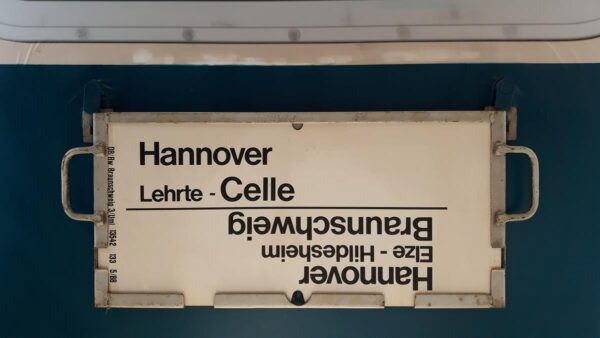 Hannover
Lehrte - Celle
Hannover
Elze - Hildesheim
Braunschweig